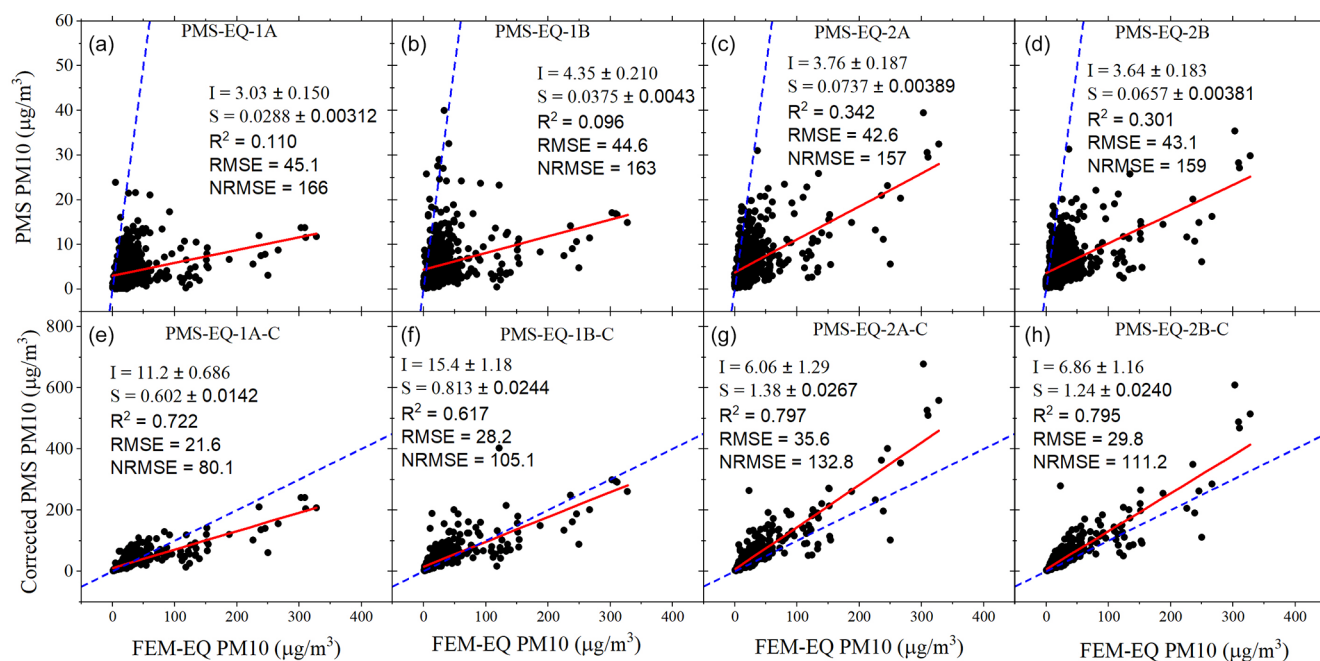 PMS PM10 (μg/m³)
60
50
40
30
20
10
0
(a) PMS-EQ-1A
I = 3.03 ± 0.150
S = 0.0288 ± 0.00312
R² = 0.110
RMSE = 45.1
NRMSE = 166
(b) PMS-EQ-1B
I = 4.35 ± 0.210
S = 0.0375 ± 0.0043
R² = 0.096
RMSE = 44.6
NRMSE = 163
(c) PMS-EQ-2A
I = 3.76 ± 0.187
S = 0.0737 ± 0.00389
R² = 0.342
RMSE = 42.6
NRMSE = 157
(d) PMS-EQ-2B
I = 3.64 ± 0.183
S = 0.0657 ± 0.00381
R² = 0.301
RMSE = 43.1
NRMSE = 159
Corrected PMS PM10 (μg/m³)
800
600
400
200
0
(e) PMS-EQ-1A-C
I = 11.2 ± 0.686
S = 0.602 ± 0.0142
R² = 0.722
RMSE = 21.6
NRMSE = 80.1
(f) PMS-EQ-1B-C
I = 15.4 ± 1.18
S = 0.813 ± 0.0244
R² = 0.617
RMSE = 28.2
NRMSE = 105.1
(g) PMS-EQ-2A-C
I = 6.06 ± 1.29
S = 1.38 ± 0.0267
R² = 0.797
RMSE = 35.6
NRMSE = 132.8
(h) PMS-EQ-2B-C
I = 6.86 ± 1.16
S = 1.24 ± 0.0240
R² = 0.795
RMSE = 29.8
NRMSE = 111.2
0 100 200 300 400 0 100 200 300 400 0 100 200 300 400 0 100 200 300 400
FEM-EQ PM10 (μg/m³) FEM-EQ PM10 (μg/m³) FEM-EQ PM10 (μg/m³) FEM-EQ PM10 (μg/m³)